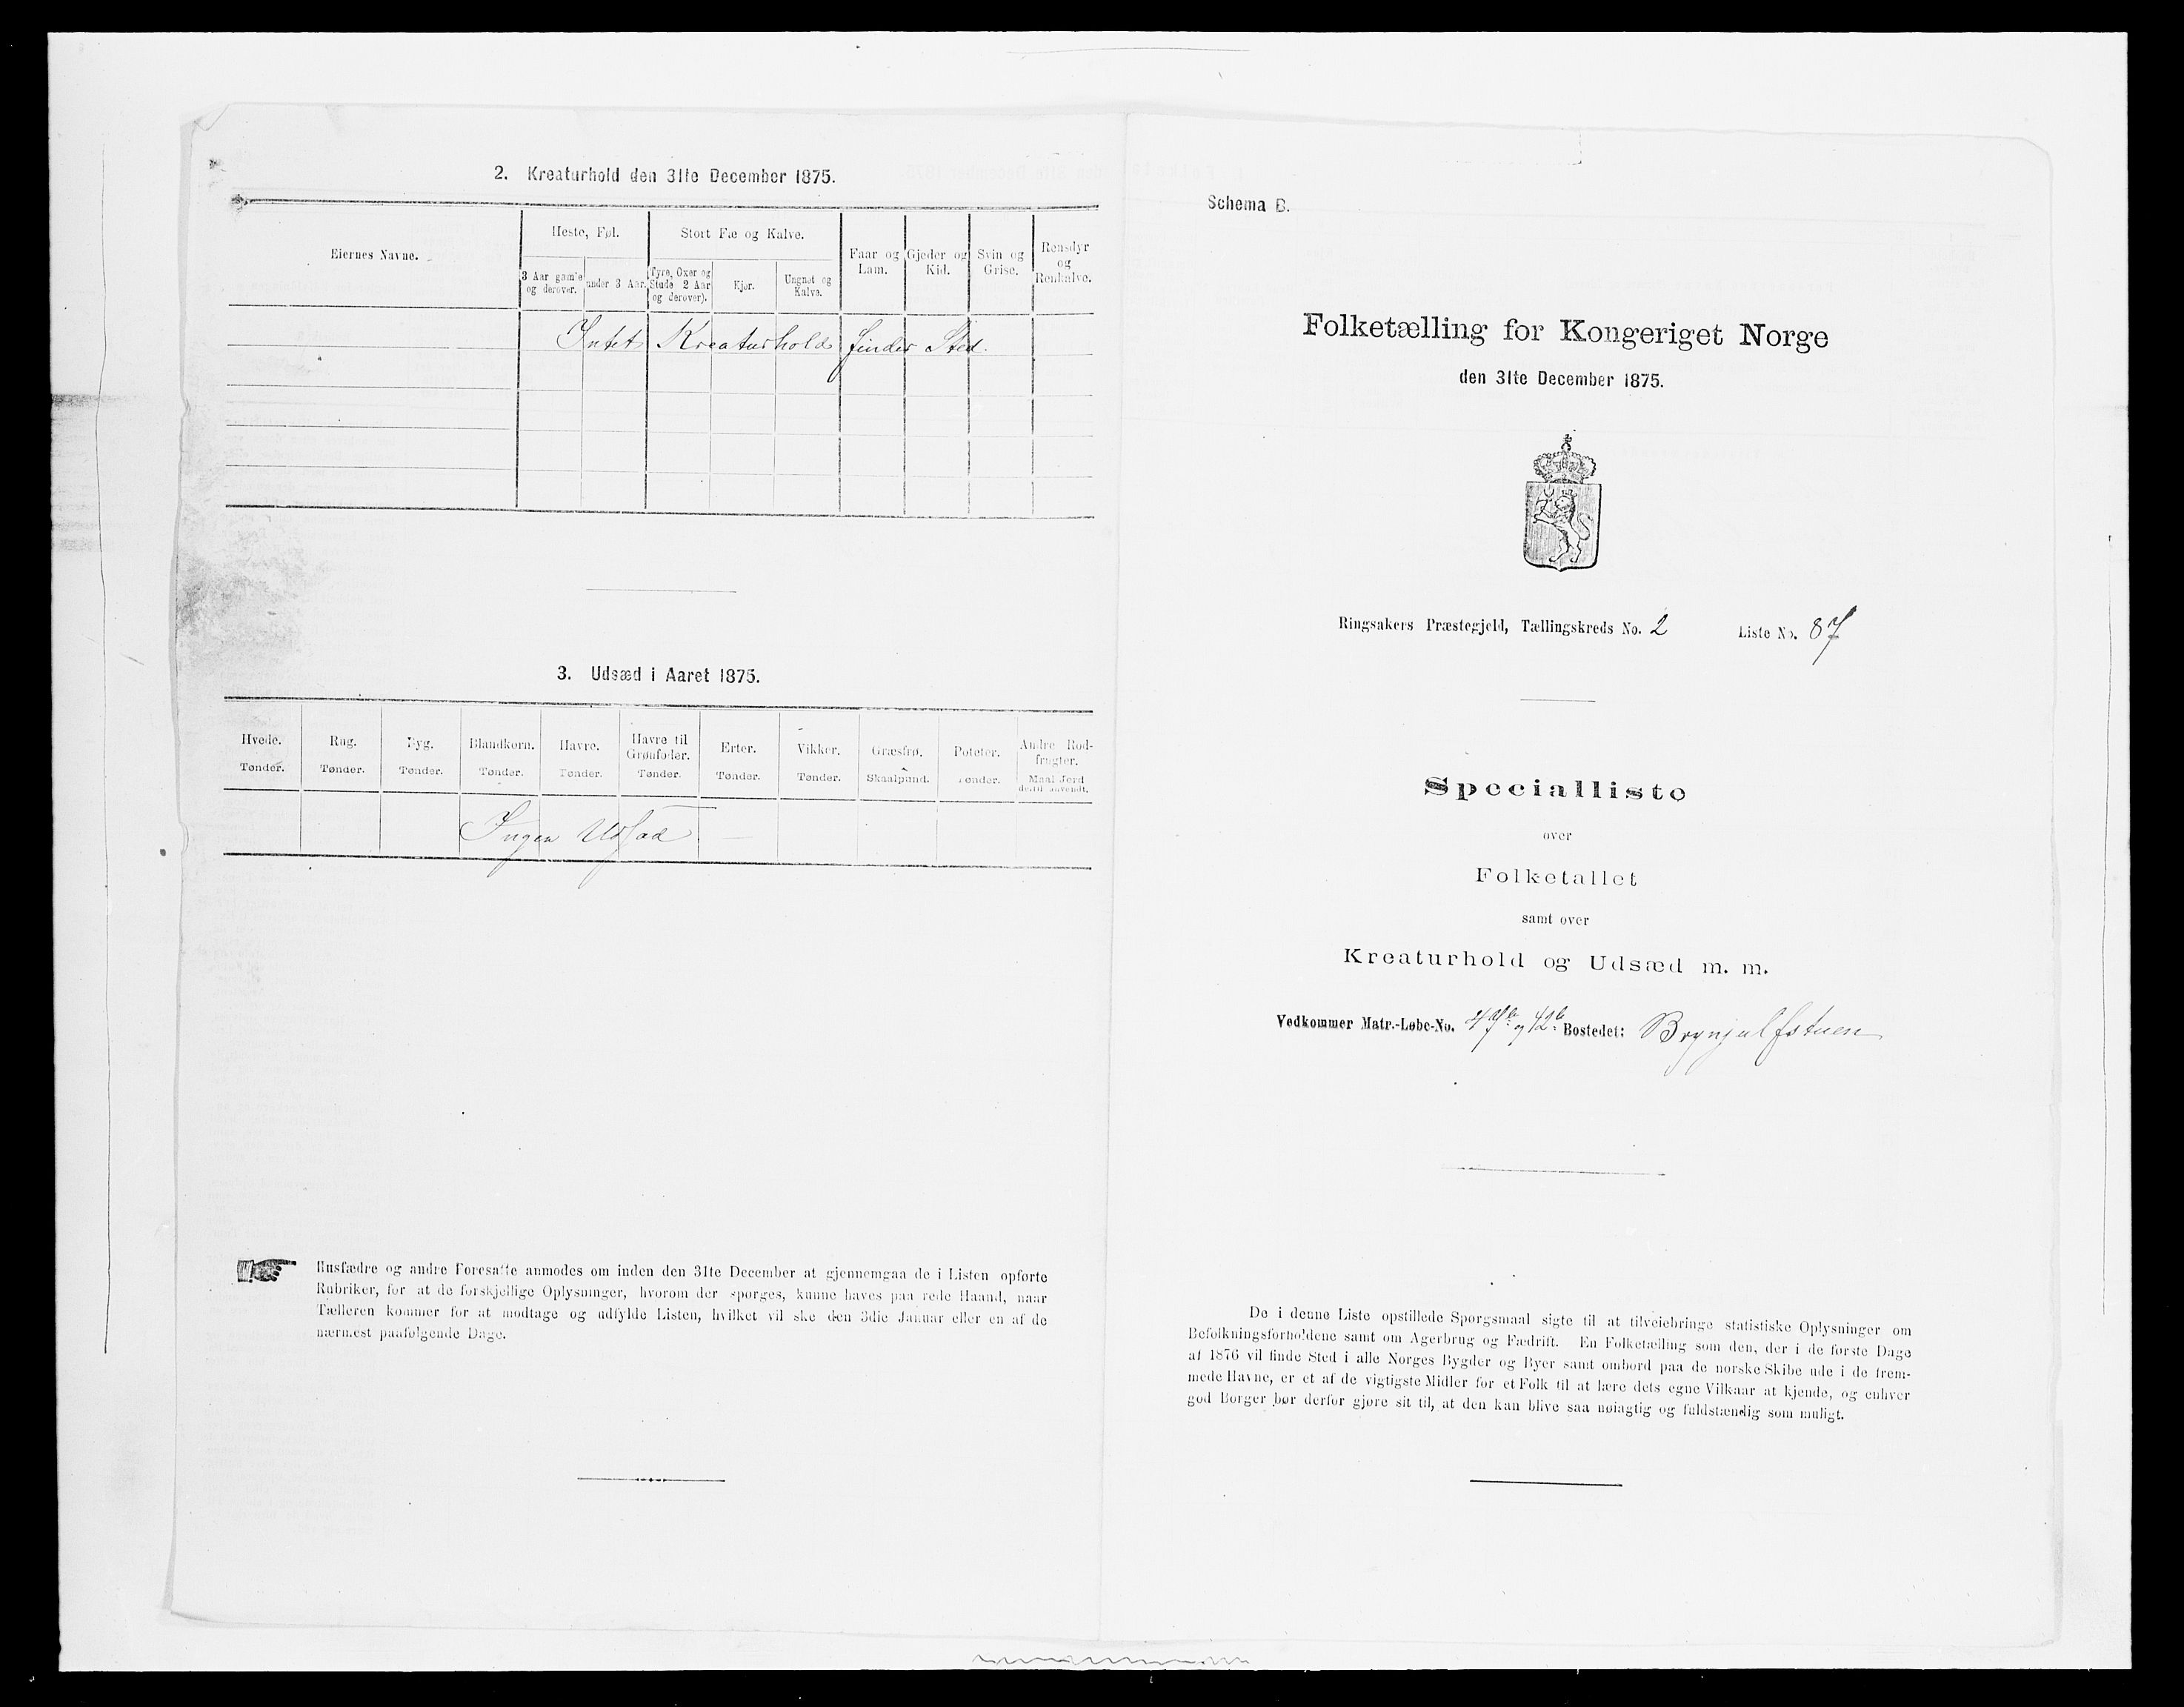 2. Kreaturhold den 31te December 1875.
Eiernes Navne.
Heste, Føl.
Stort Fæ og Kalve.
Faar og Lam.
Gjeder og Kid.
Svin og Grise.
Rensdyr og Renkalve.
3 Aar gamle og derover.
under 3 Aar.
Tyre, Oxer og Stude (2 Aar og derover).
Kjør.
Ungnøt og Kalve.
Intet Kreaturhold finder Sted.
3. Udsæd i Aaret 1875.
Hvede. Rug. Byg. Blandkorn. Havre. Havre til Grønfoder. Erter. Vikker. Græsfrø. Poteter. Andre Rodfrugter.
Tønder. Tønder. Tønder. Tønder. Tønder. Tønder. Tønder. Tønder. Skaalpund. Tønder. Maal Jord dertil anvendt.
Ingen Udsæd
Husfædre og andre Foresatte anmodes om inden den 31te December at gjennemgaa de i Listen opførte
Rubriker, for at de forskjellige Oplysninger, hvorom der spørges, kunne haves paa rede Haand, naar
Tælleren kommer for at modtage og udfylde Listen, hvilket vil ske den 3die Januar eller en af de
nærmest paafølgende Dage.
Schema B.
Folketælling for Kongeriget Norge
den 31te December 1875.
Ringsakers Præstegjeld, Tællingskreds No. 2 Liste No. 87
Specialliste
over
Folketallet
samt over
Kreaturhold og Udsæd m. m.
Vedkommer Matr.-Løbe-No. og 42b Bostedet: Brynjulfstuen
De i denne Liste opstillede Spørgsmaal sigte til at tilveiebringe statistiske Oplysninger om
Befolkningsforholdene samt om Agerbrug og Fædrift. En Folketælling som den, der i de første Dage
af 1876 vil finde Sted i alle Norges Bygder og Byer samt ombord paa de norske Skibe ude i de frem-
mede Havne, er et af de vigtigste Midler for et Folk til at lære dets egne Vilkaar at kjende, og enhver
god Borger bør derfor gjøre sit til, at den kan blive saa nøiagtig og fuldstændig som muligt.